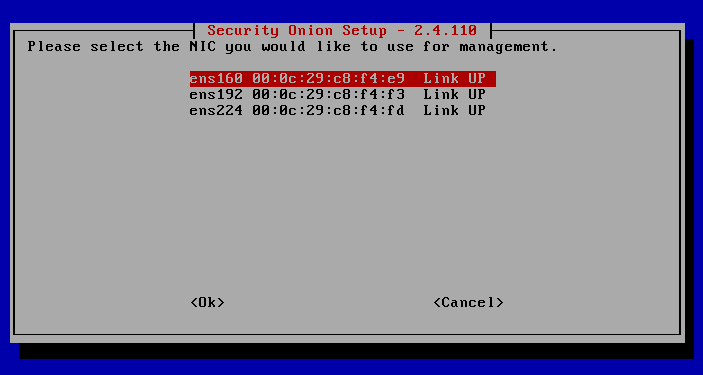 Security Onion Setup - 2.4.110
Please select the NIC you would like to use for management.
ens160 00:0c:29:c8:f4:e9 Link UP
ens192 00:0c:29:c8:f4:f3 Link UP
ens224 00:0c:29:c8:f4:fd Link UP
<Ok> <Cancel>